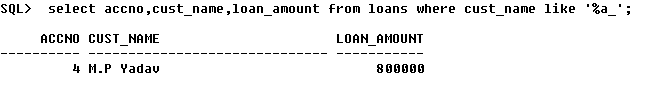 SQL> select accno,cust_name,loan_amount from loans where cust_name like '%a_';
ACCNO CUST_NAME LOAN_AMOUNT
---------- ------------------------------ -----------
4 M.P Yadav 800000